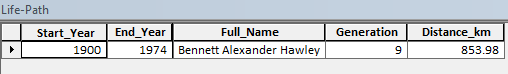 Life-Path
Start_Year End_Year Full_Name Generation Distance_km
1900 1974 Bennett Alexander Hawley 9 853.98